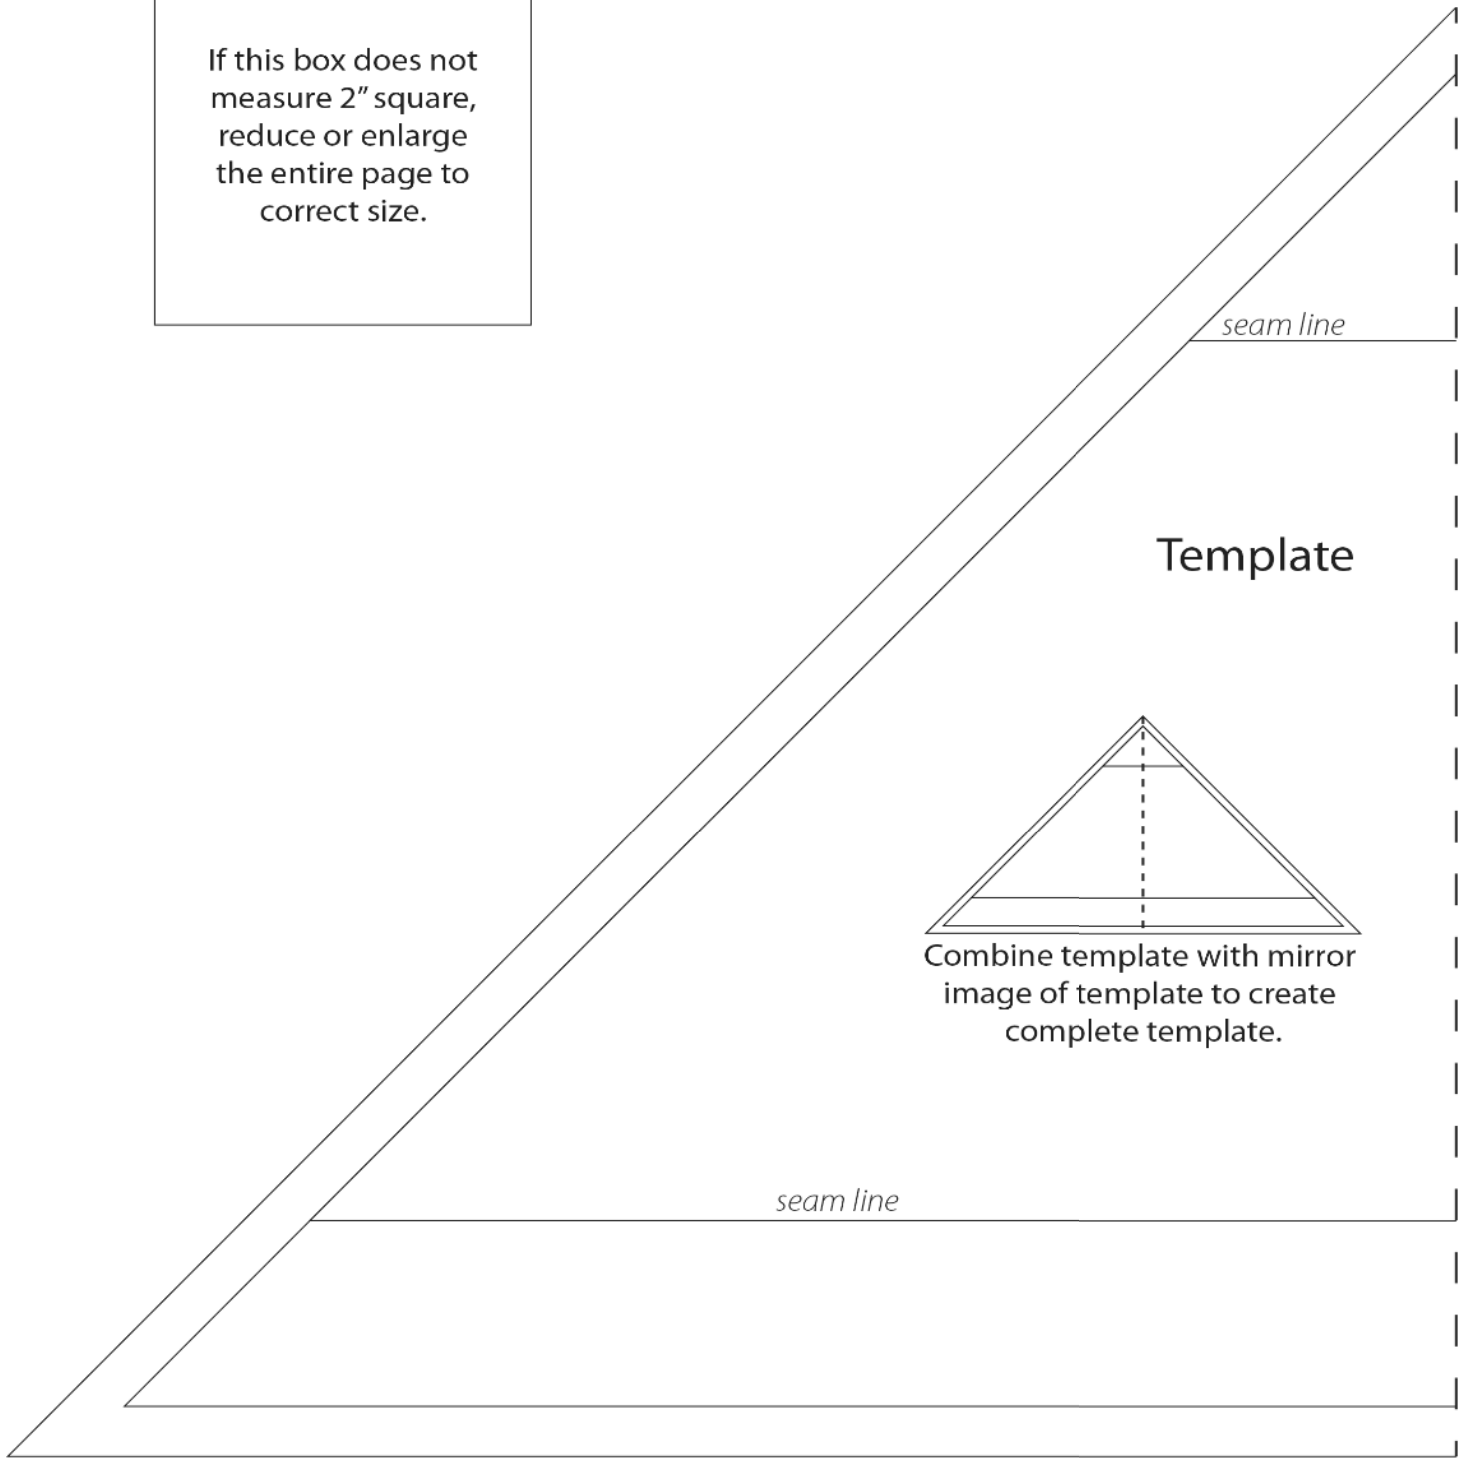 If this box does not
measure 2” square,
reduce or enlarge
the entire page to
correct size.
seam line
Template
Combine template with mirror
image of template to create
complete template.
seam line